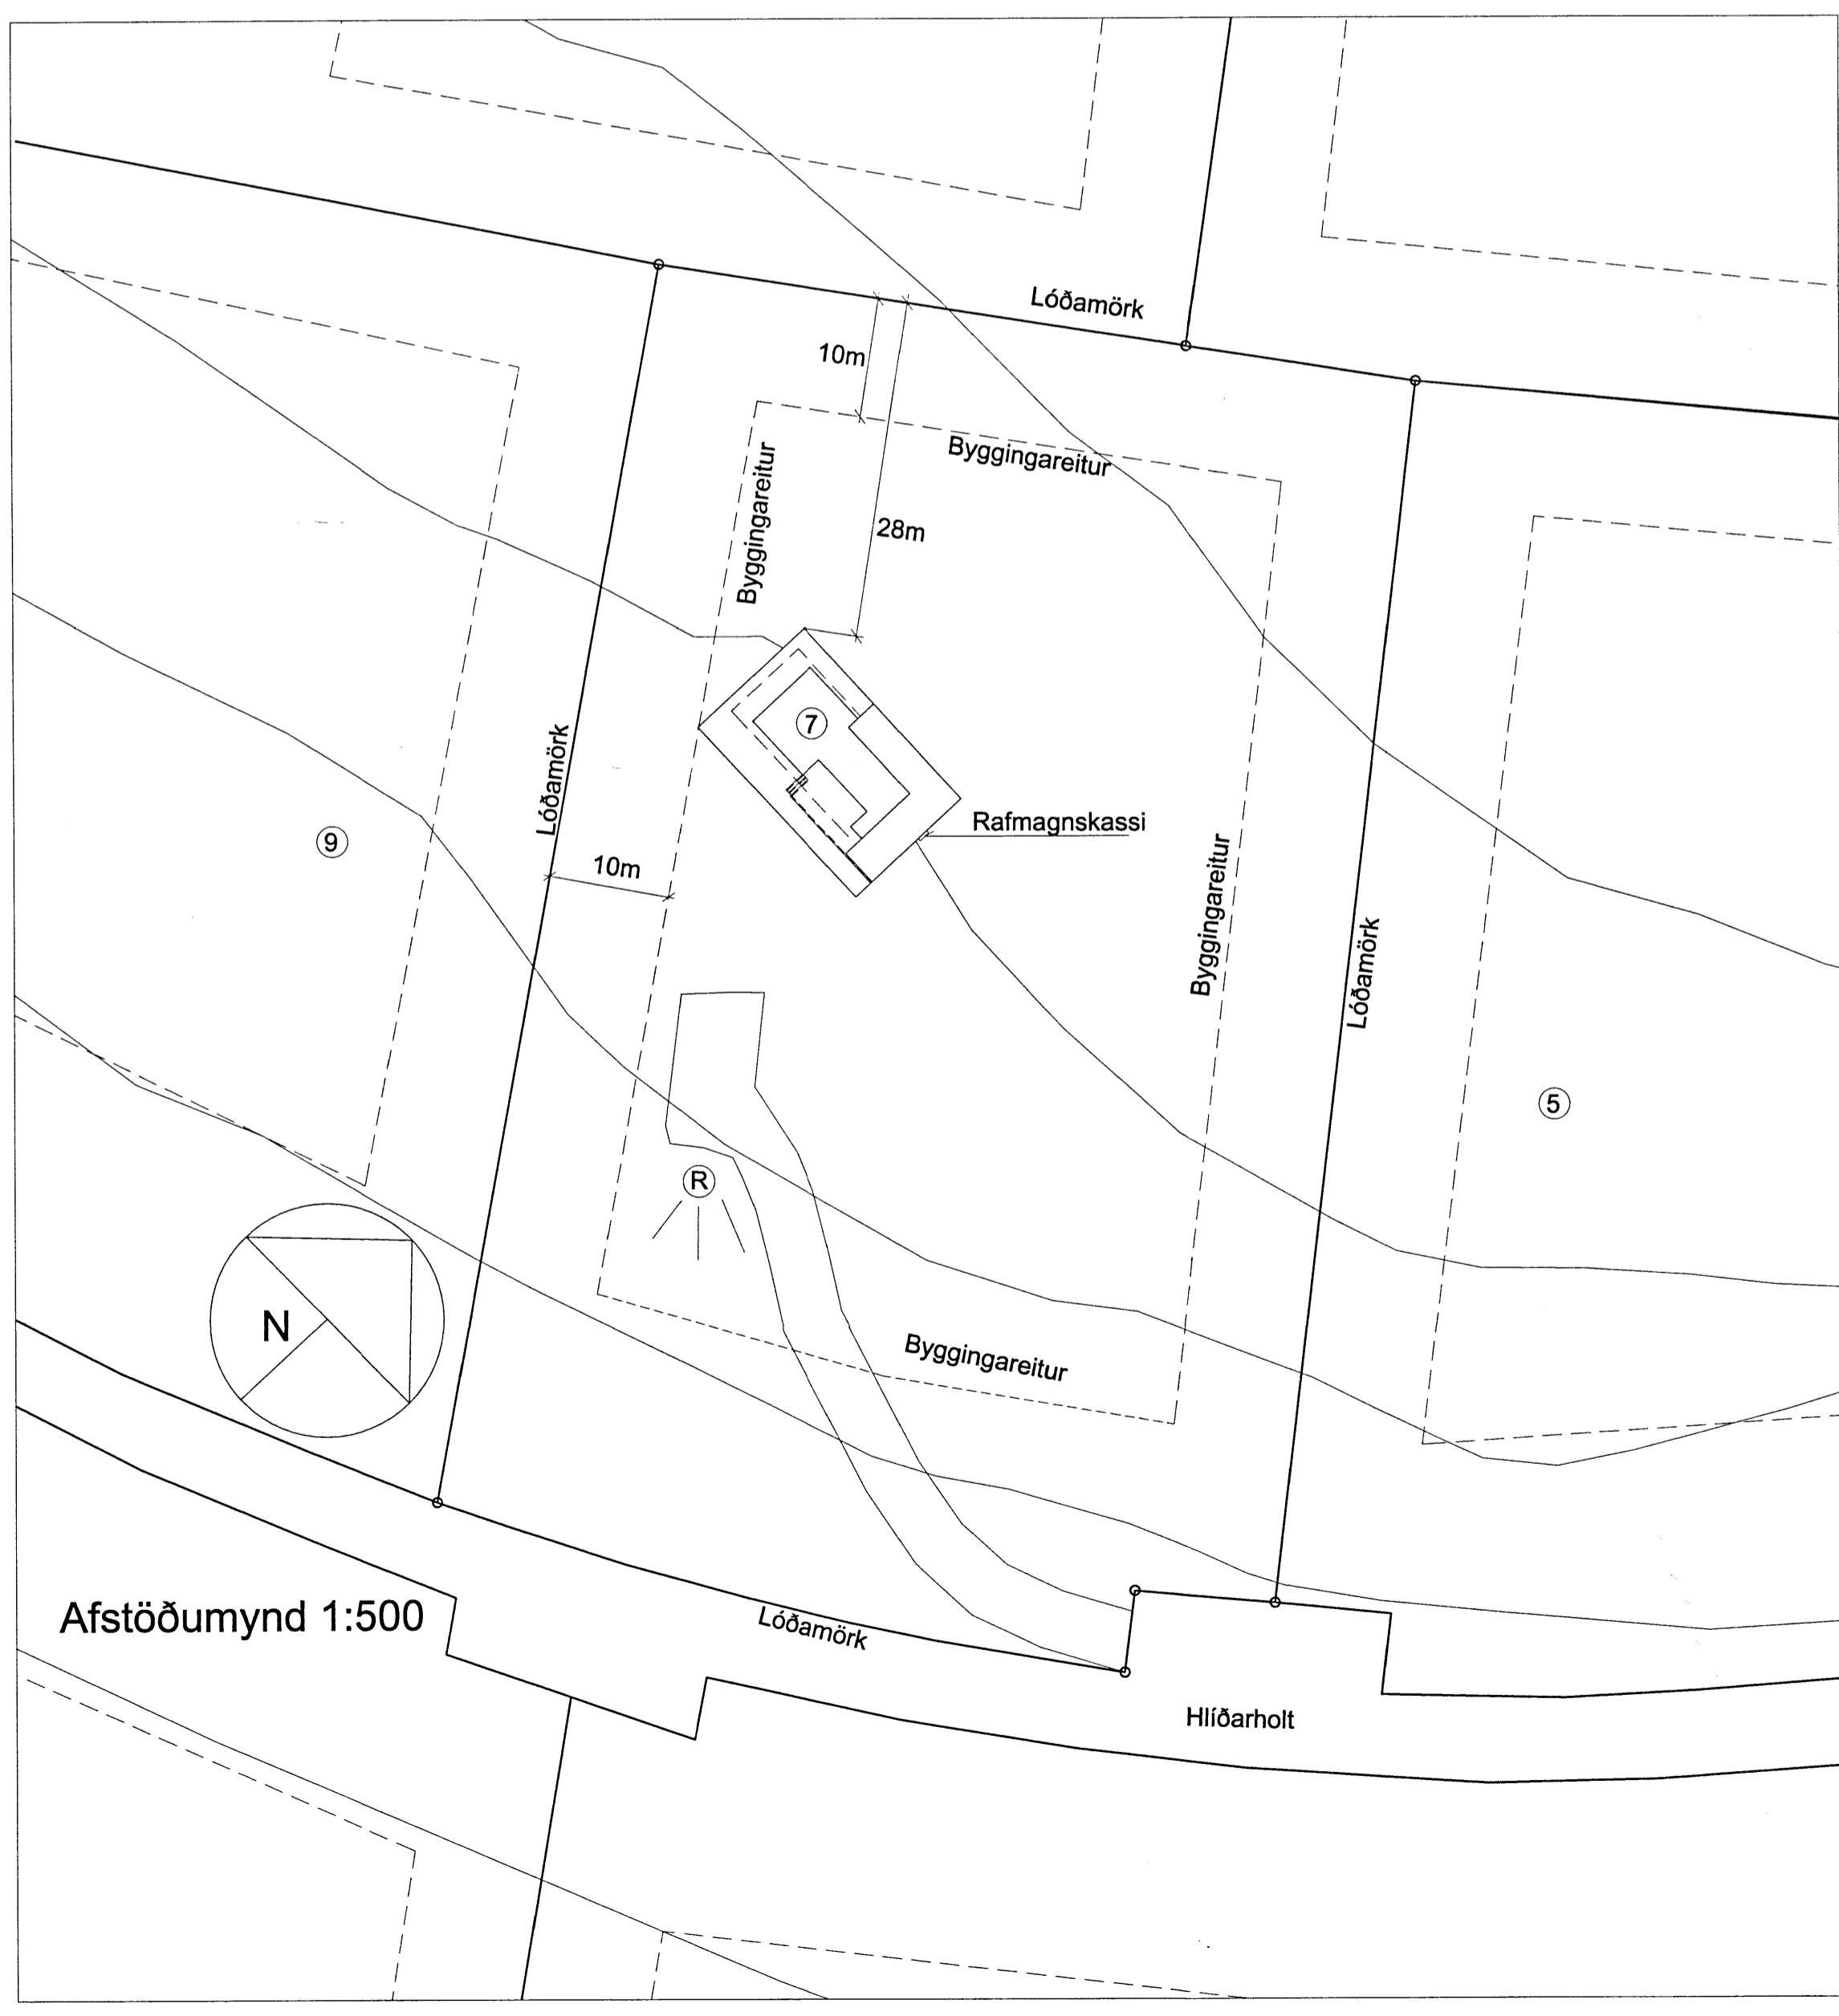 Lóðamörk
10m
Byggingareitur
Byggingareitur
28m
7
Lóðamörk
Rafmagnskassi
9
10m
Byggingareitur
Lóðamörk
5
R
N
Byggingareitur
Afstöðumynd 1:500
Lóðamörk
Hlíðarholt